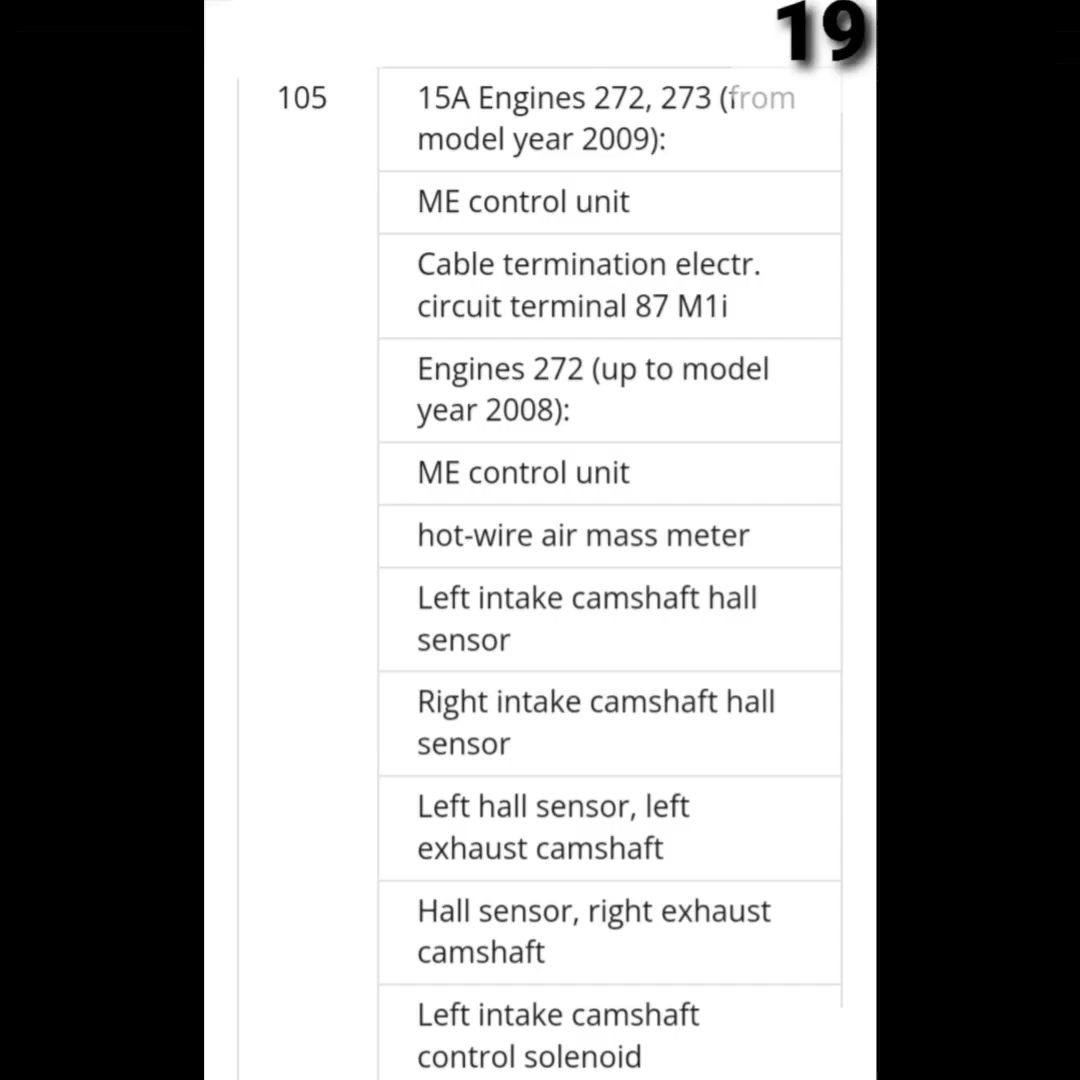 19
105
15A Engines 272, 273 (from
model year 2009):
ME control unit
Cable termination electr.
circuit terminal 87 M1i
Engines 272 (up to model
year 2008):
ME control unit
hot-wire air mass meter
Left intake camshaft hall
sensor
Right intake camshaft hall
sensor
Left hall sensor, left
exhaust camshaft
Hall sensor, right exhaust
camshaft
Left intake camshaft
control solenoid